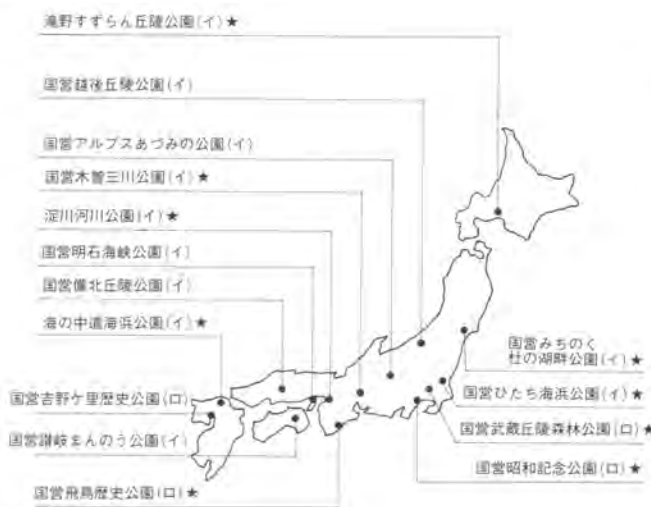 滝野すずらん丘陵公園(イ)★
国営越後丘陵公園(イ)
国営アルプスあづみの公園(イ)
国営木曽三川公園(イ)★
淀川河川公園(イ)★
国営明石海峡公園(イ)
国営備北丘陵公園(イ)
海の中道海浜公園(イ)★
国営吉野ケ里歴史公園(ロ)
国営讃岐まんのう公園(イ)
国営飛鳥歴史公園(ロ)★
国営みちのく
杜の湖畔公園(イ)★
国営ひたち海浜公園(イ)★
国営武蔵丘陵森林公園(ロ)★
国営昭和記念公園(ロ)★